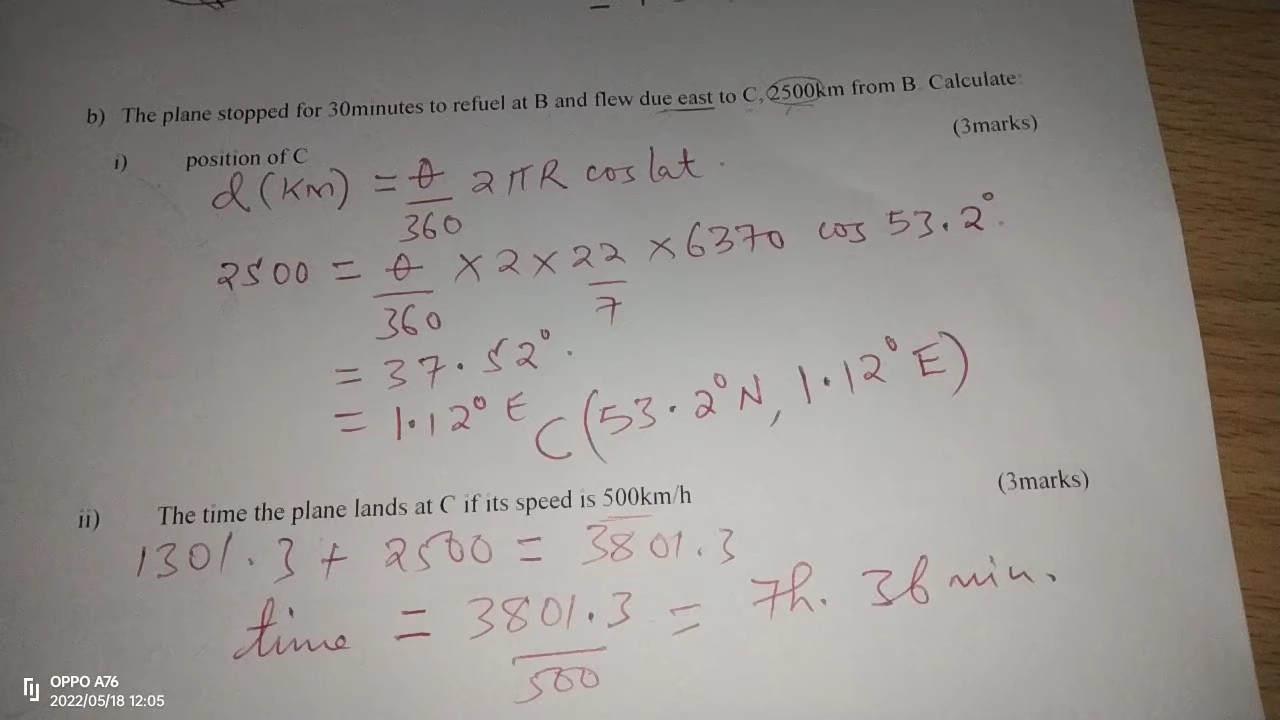 b) The plane stopped for 30minutes to refuel at B and flew due east to C, 2500km from B. Calculate:
i) position of C (3marks)
d (Km) = θ/360 2πR cos lat.
2500 = θ/360 × 2 × 22/7 × 6370 cos 53.2°.
= 37.52°.
= 1.12° E C (53.2° N, 1.12° E)
ii) The time the plane lands at C if its speed is 500km/h (3marks)
1301.3 + 2500 = 3801.3
time = 3801.3/500 = 7h. 36 min.
OPPO A76
2022/05/18 12:05